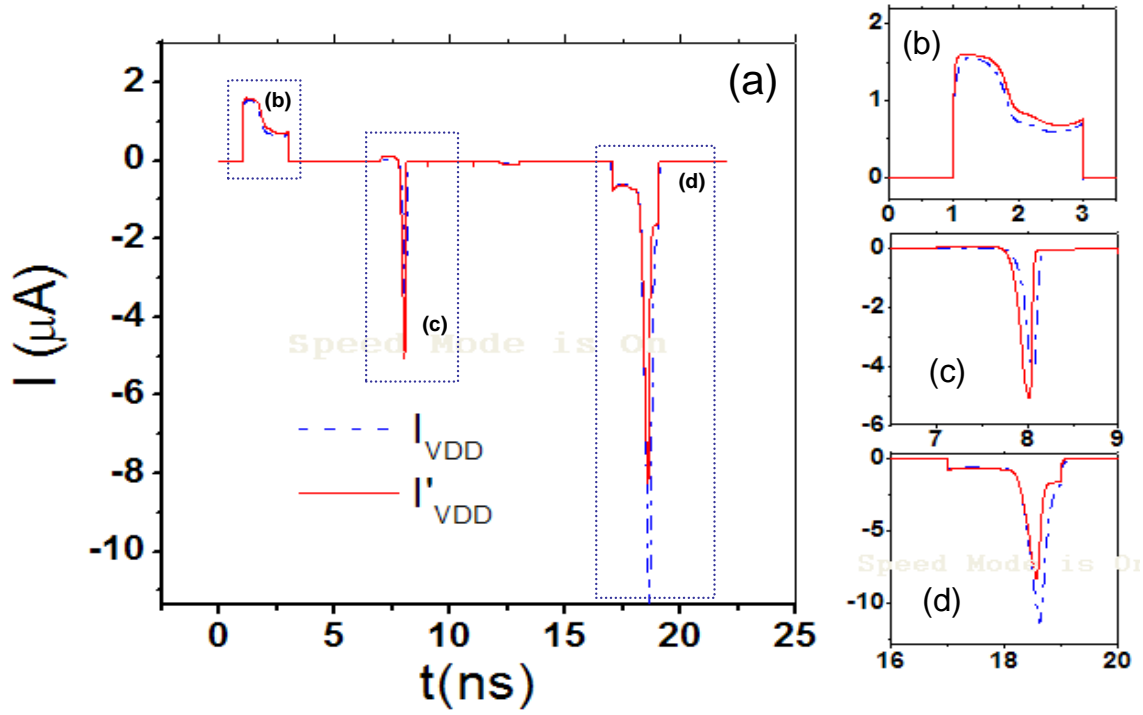 (a)
2
0
-2
-4
-6
-8
-10
I (μA)
(b)
(c)
(d)
Speed Mode is On
I_VDD
I'_VDD
0 5 10 15 20 25
t(ns)
(b)
2
1
0
0 1 2 3
0
-2
-4
-6
(c)
7 8 9
0
-5
-10
Speed Mode is On
(d)
16 18 20